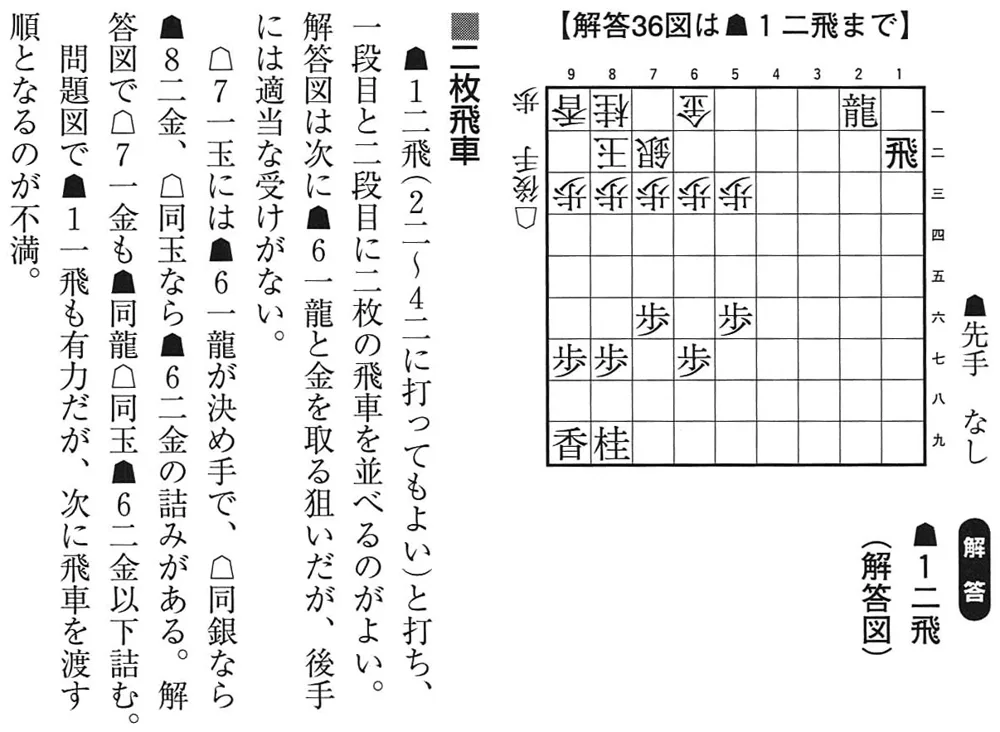 【解答36図は☗１二飛まで】
9 8 7 6 5 4 3 2 1
香 桂 金 龍 一
王 銀 飛 二
歩 歩 歩 歩 歩 三
四
五
歩 歩 六
歩 歩 歩 七
八
香 桂 九
☗先手 なし
☖後手 歩
解答
☗１二飛
（解答図）
■二枚飛車
☗１二飛（２二〜４二に打ってもよい）と打ち、
一段目と二段目に二枚の飛車を並べるのがよい。
解答図は次に☗６一龍と金を取る狙いだが、後手
には適当な受けがない。
☖７一玉には☗６一龍が決め手で、☖同銀なら
☗８二金、☖同玉なら☗６二金の詰みがある。解
答図で☖７一金も☗同龍☖同玉☗６二金以下詰む。
問題図で☗１一飛も有力だが、次に飛車を渡す
順となるのが不満。